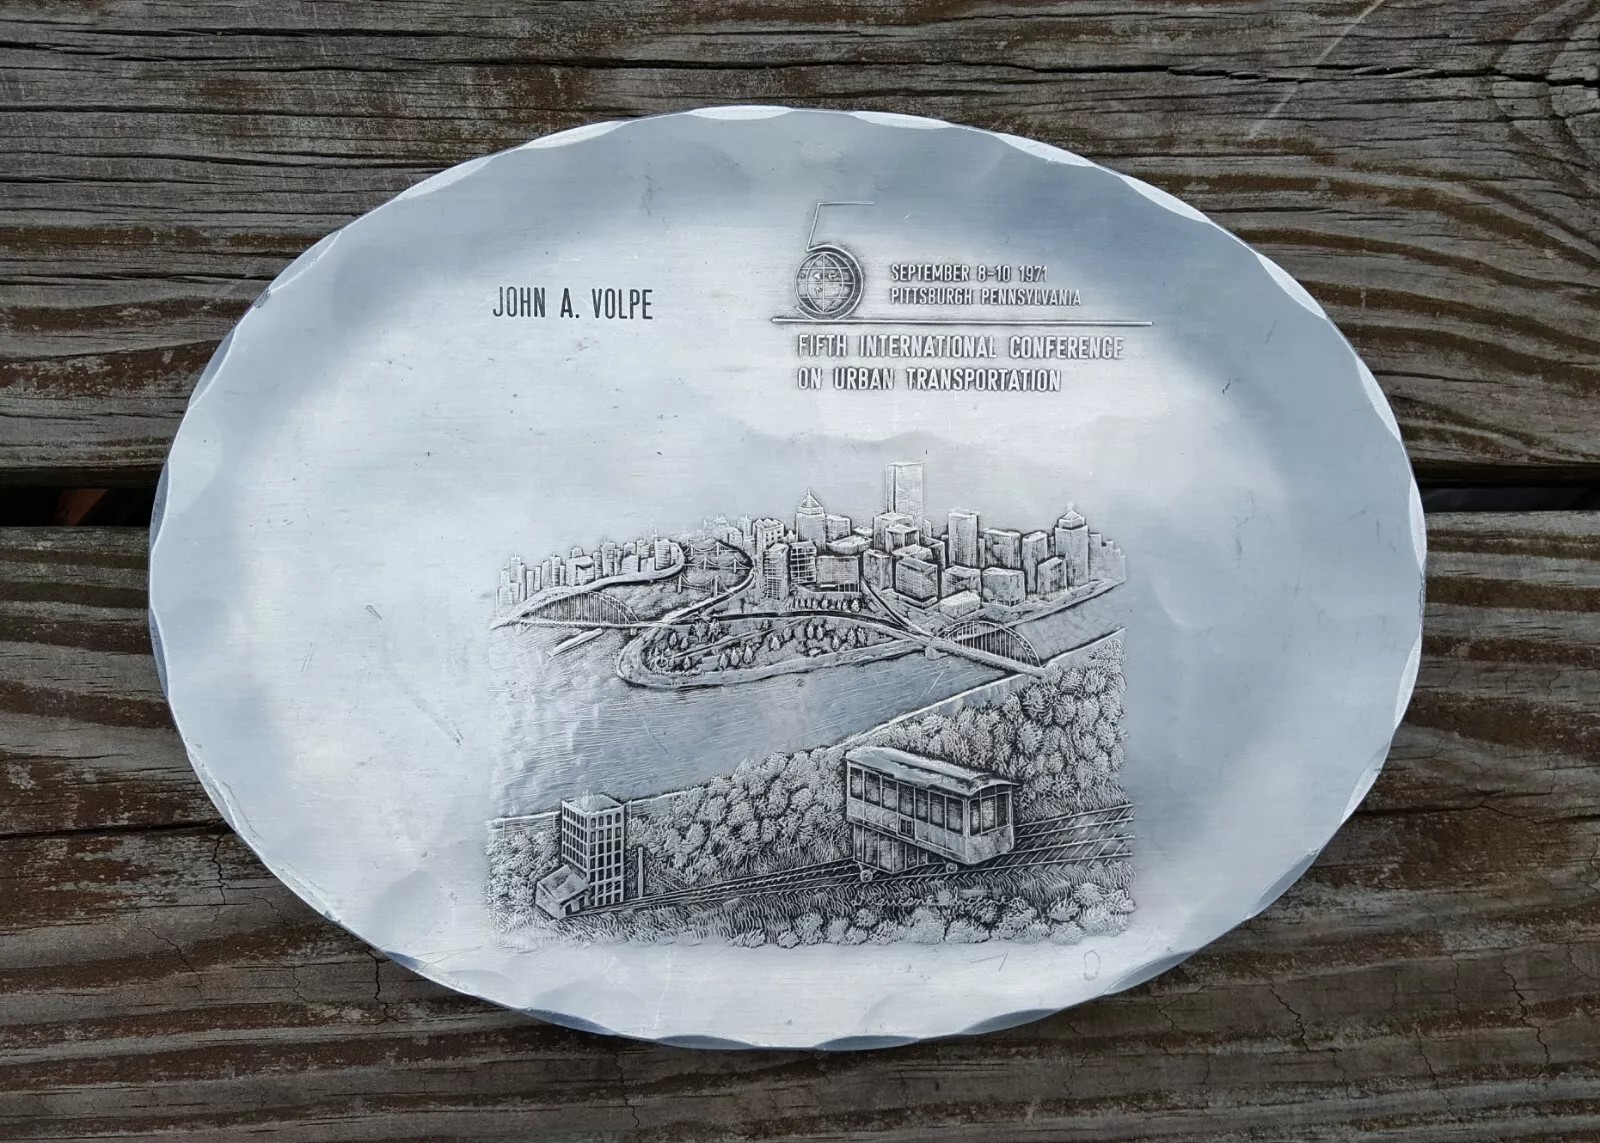 JOHN A. VOLPE
5
SEPTEMBER 8-10 1971
PITTSBURGH PENNSYLVANIA
FIFTH INTERNATIONAL CONFERENCE
ON URBAN TRANSPORTATION